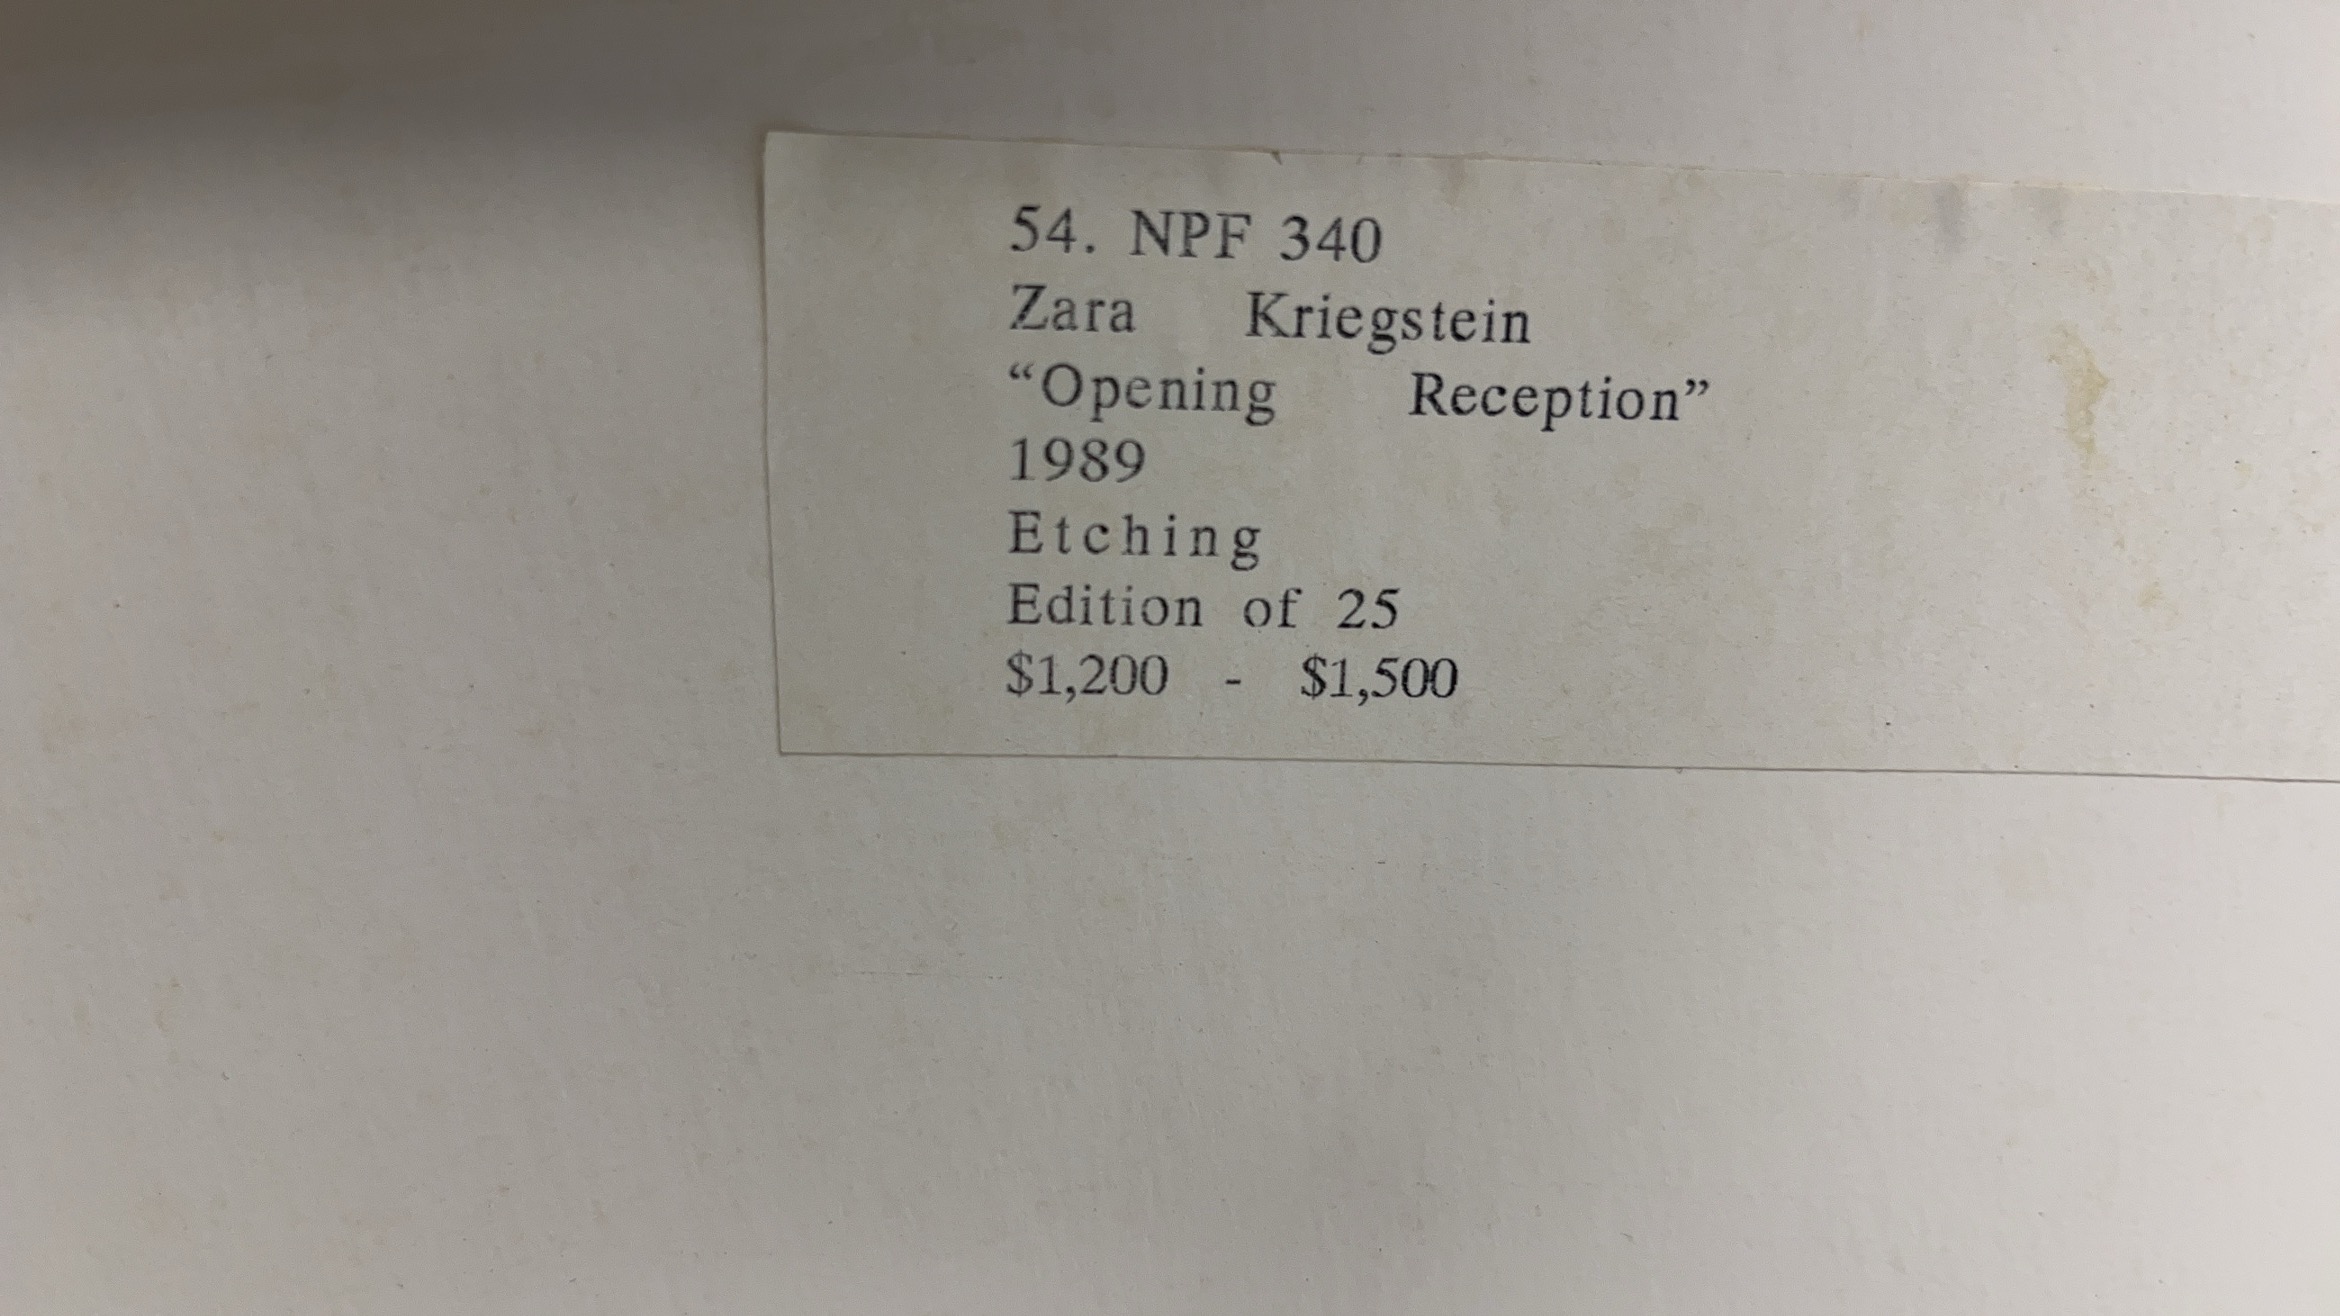 54. NPF 340
Zara Kriegstein
“Opening Reception”
1989
Etching
Edition of 25
$1,200 - $1,500